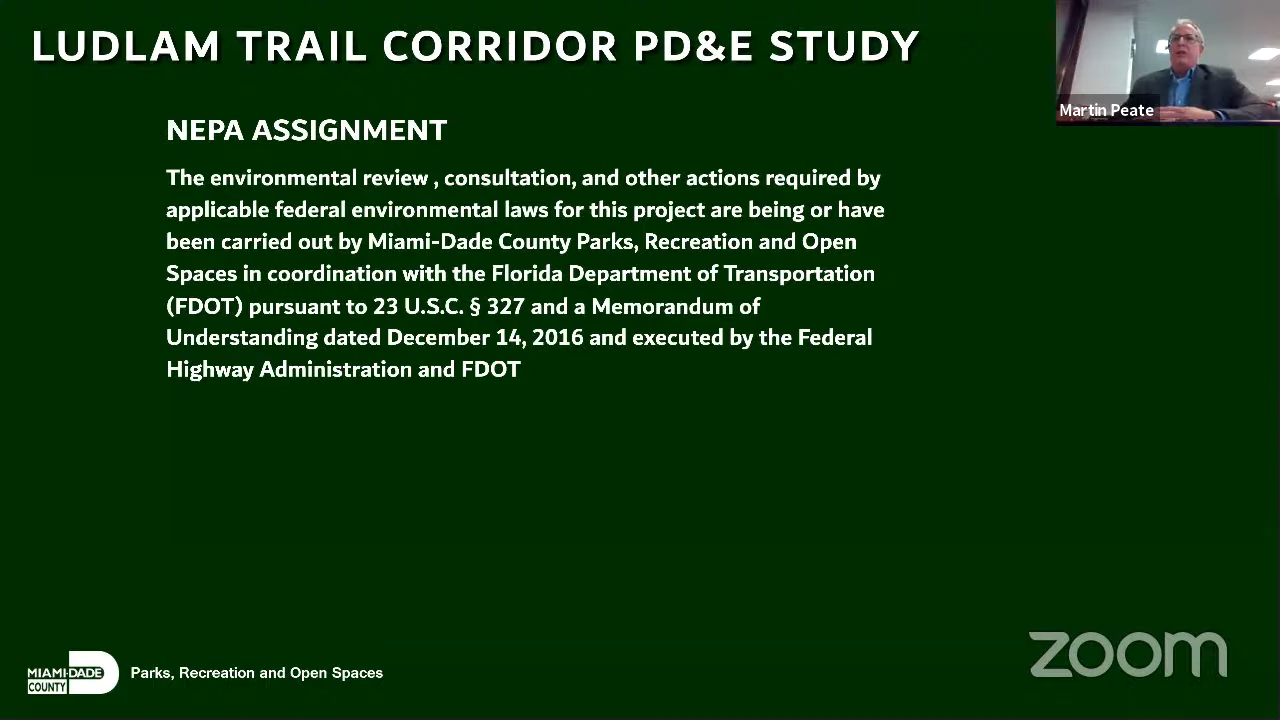 LUDLAM TRAIL CORRIDOR PD&E STUDY
Martin Peate
NEPA ASSIGNMENT
The environmental review , consultation, and other actions required by
applicable federal environmental laws for this project are being or have
been carried out by Miami-Dade County Parks, Recreation and Open
Spaces in coordination with the Florida Department of Transportation
(FDOT) pursuant to 23 U.S.C. § 327 and a Memorandum of
Understanding dated December 14, 2016 and executed by the Federal
Highway Administration and FDOT
MIAMI-DADE
COUNTY
Parks, Recreation and Open Spaces
zoom